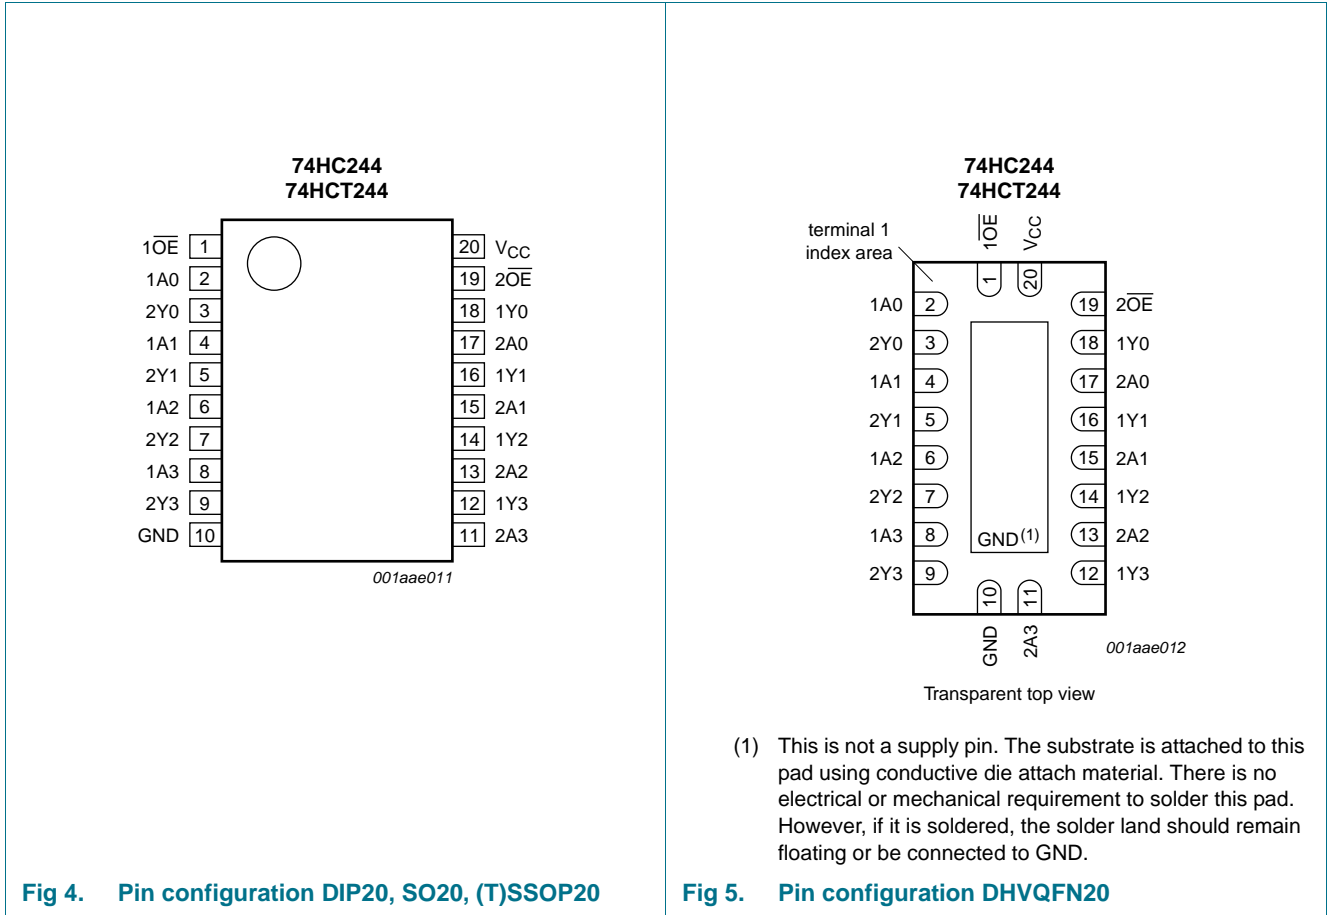 74HC244
74HCT244
1O̅E̅ 1
1A0 2
2Y0 3
1A1 4
2Y1 5
1A2 6
2Y2 7
1A3 8
2Y3 9
GND 10
20 VCC
19 2O̅E̅
18 1Y0
17 2A0
16 1Y1
15 2A1
14 1Y2
13 2A2
12 1Y3
11 2A3
001aae011
Fig 4. Pin configuration DIP20, SO20, (T)SSOP20
74HC244
74HCT244
terminal 1
index area
1O̅E̅
VCC
1
20
1A0 2
2Y0 3
1A1 4
2Y1 5
1A2 6
2Y2 7
1A3 8
2Y3 9
19 2O̅E̅
18 1Y0
17 2A0
16 1Y1
15 2A1
14 1Y2
13 2A2
12 1Y3
GND(1)
10
11
GND
2A3
001aae012
Transparent top view
(1) This is not a supply pin. The substrate is attached to this
pad using conductive die attach material. There is no
electrical or mechanical requirement to solder this pad.
However, if it is soldered, the solder land should remain
floating or be connected to GND.
Fig 5. Pin configuration DHVQFN20